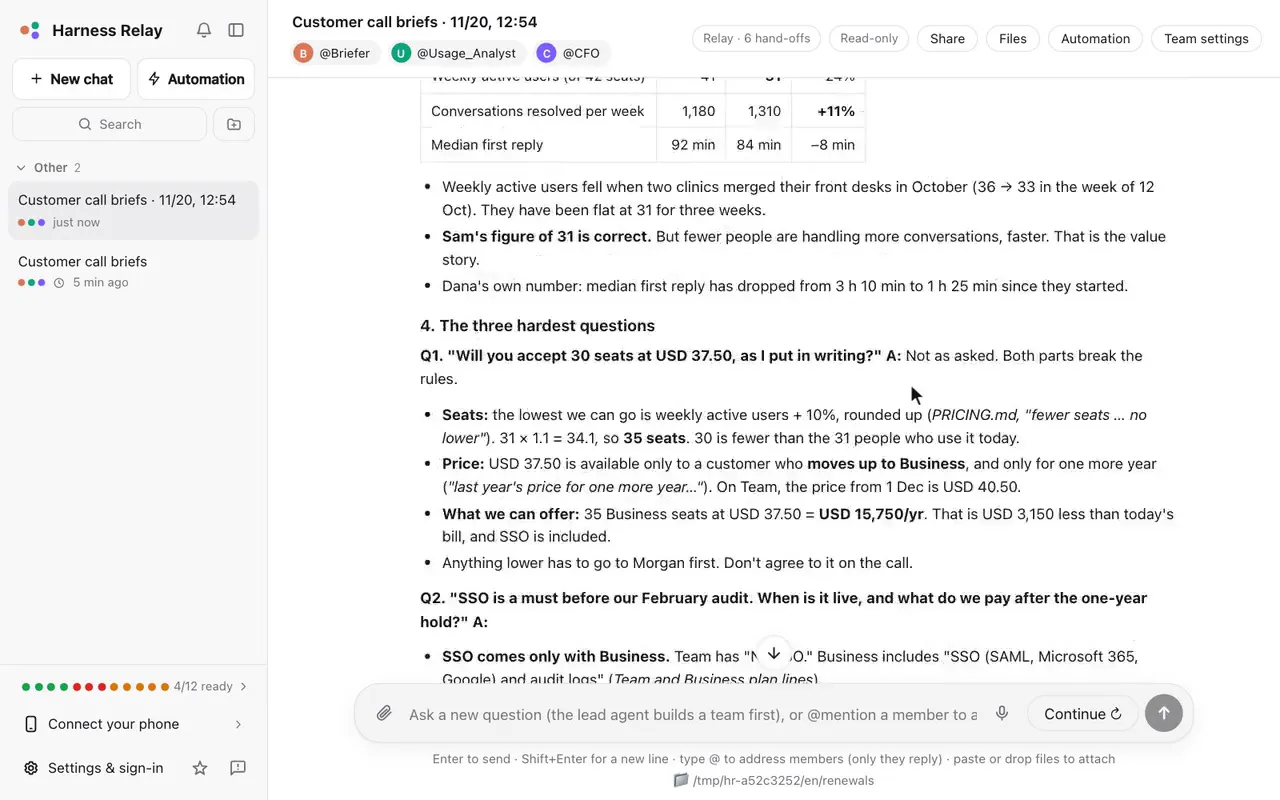 Harness Relay
New chat
Automation
Search
Other 2
Customer call briefs · 11/20, 12:54
just now
Customer call briefs
5 min ago
4/12 ready
Connect your phone
Settings & sign-in
Customer call briefs · 11/20, 12:54
B @Briefer
U @Usage_Analyst
C @CFO
Relay · 6 hand-offs
Read-only
Share
Files
Automation
Team settings
Weekly active users (of 42 seats) 41 31 −24%
Conversations resolved per week 1,180 1,310 +11%
Median first reply 92 min 84 min −8 min
• Weekly active users fell when two clinics merged their front desks in October (36 → 33 in the week of 12
Oct). They have been flat at 31 for three weeks.
• Sam's figure of 31 is correct. But fewer people are handling more conversations, faster. That is the value
story.
• Dana's own number: median first reply has dropped from 3 h 10 min to 1 h 25 min since they started.
4. The three hardest questions
Q1. "Will you accept 30 seats at USD 37.50, as I put in writing?" A: Not as asked. Both parts break the
rules.
• Seats: the lowest we can go is weekly active users + 10%, rounded up (PRICING.md, "fewer seats ... no
lower"). 31 × 1.1 = 34.1, so 35 seats. 30 is fewer than the 31 people who use it today.
• Price: USD 37.50 is available only to a customer who moves up to Business, and only for one more year
("last year's price for one more year..."). On Team, the price from 1 Dec is USD 40.50.
• What we can offer: 35 Business seats at USD 37.50 = USD 15,750/yr. That is USD 3,150 less than today's
bill, and SSO is included.
• Anything lower has to go to Morgan first. Don't agree to it on the call.
Q2. "SSO is a must before our February audit. When is it live, and what do we pay after the one-year
hold?" A:
• SSO comes only with Business. Team has Business includes "SSO (SAML, Microsoft 365,
Google) and audit logs" (Team and Business plan lines).
Ask a new question (the lead agent builds a team first), or @mention a member to a
Continue
Enter to send · Shift+Enter for a new line · type @ to address members (only they reply) · paste or drop files to attach
/tmp/hr-a52c3252/en/renewals